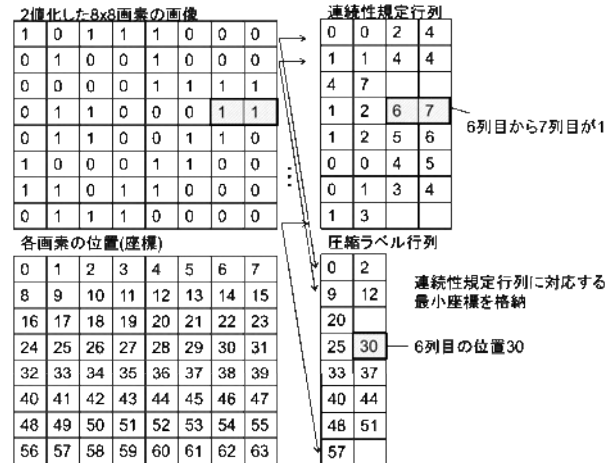 2値化した8x8画素の画像
1 0 1 1 1 0 0 0
0 1 0 0 1 0 0 0
0 0 0 0 1 1 1 1
0 1 1 0 0 0 1 1
0 1 1 0 0 1 1 0
1 0 0 0 1 1 0 0
1 1 0 1 1 0 0 0
0 1 1 1 0 0 0 0
連続性規定行列
0 0 2 4
1 1 4 4
4 7
1 2 6 7
1 2 5 6
0 0 4 5
0 1 3 4
1 3
6列目から7列目が1
各画素の位置(座標)
0 1 2 3 4 5 6 7
8 9 10 11 12 13 14 15
16 17 18 19 20 21 22 23
24 25 26 27 28 29 30 31
32 33 34 35 36 37 38 39
40 41 42 43 44 45 46 47
48 49 50 51 52 53 54 55
56 57 58 59 60 61 62 63
圧縮ラベル行列
0 2
9 12
20
25 30
33 37
40 44
48 51
57
連続性規定行列に対応する
最小座標を格納
6列目の位置30